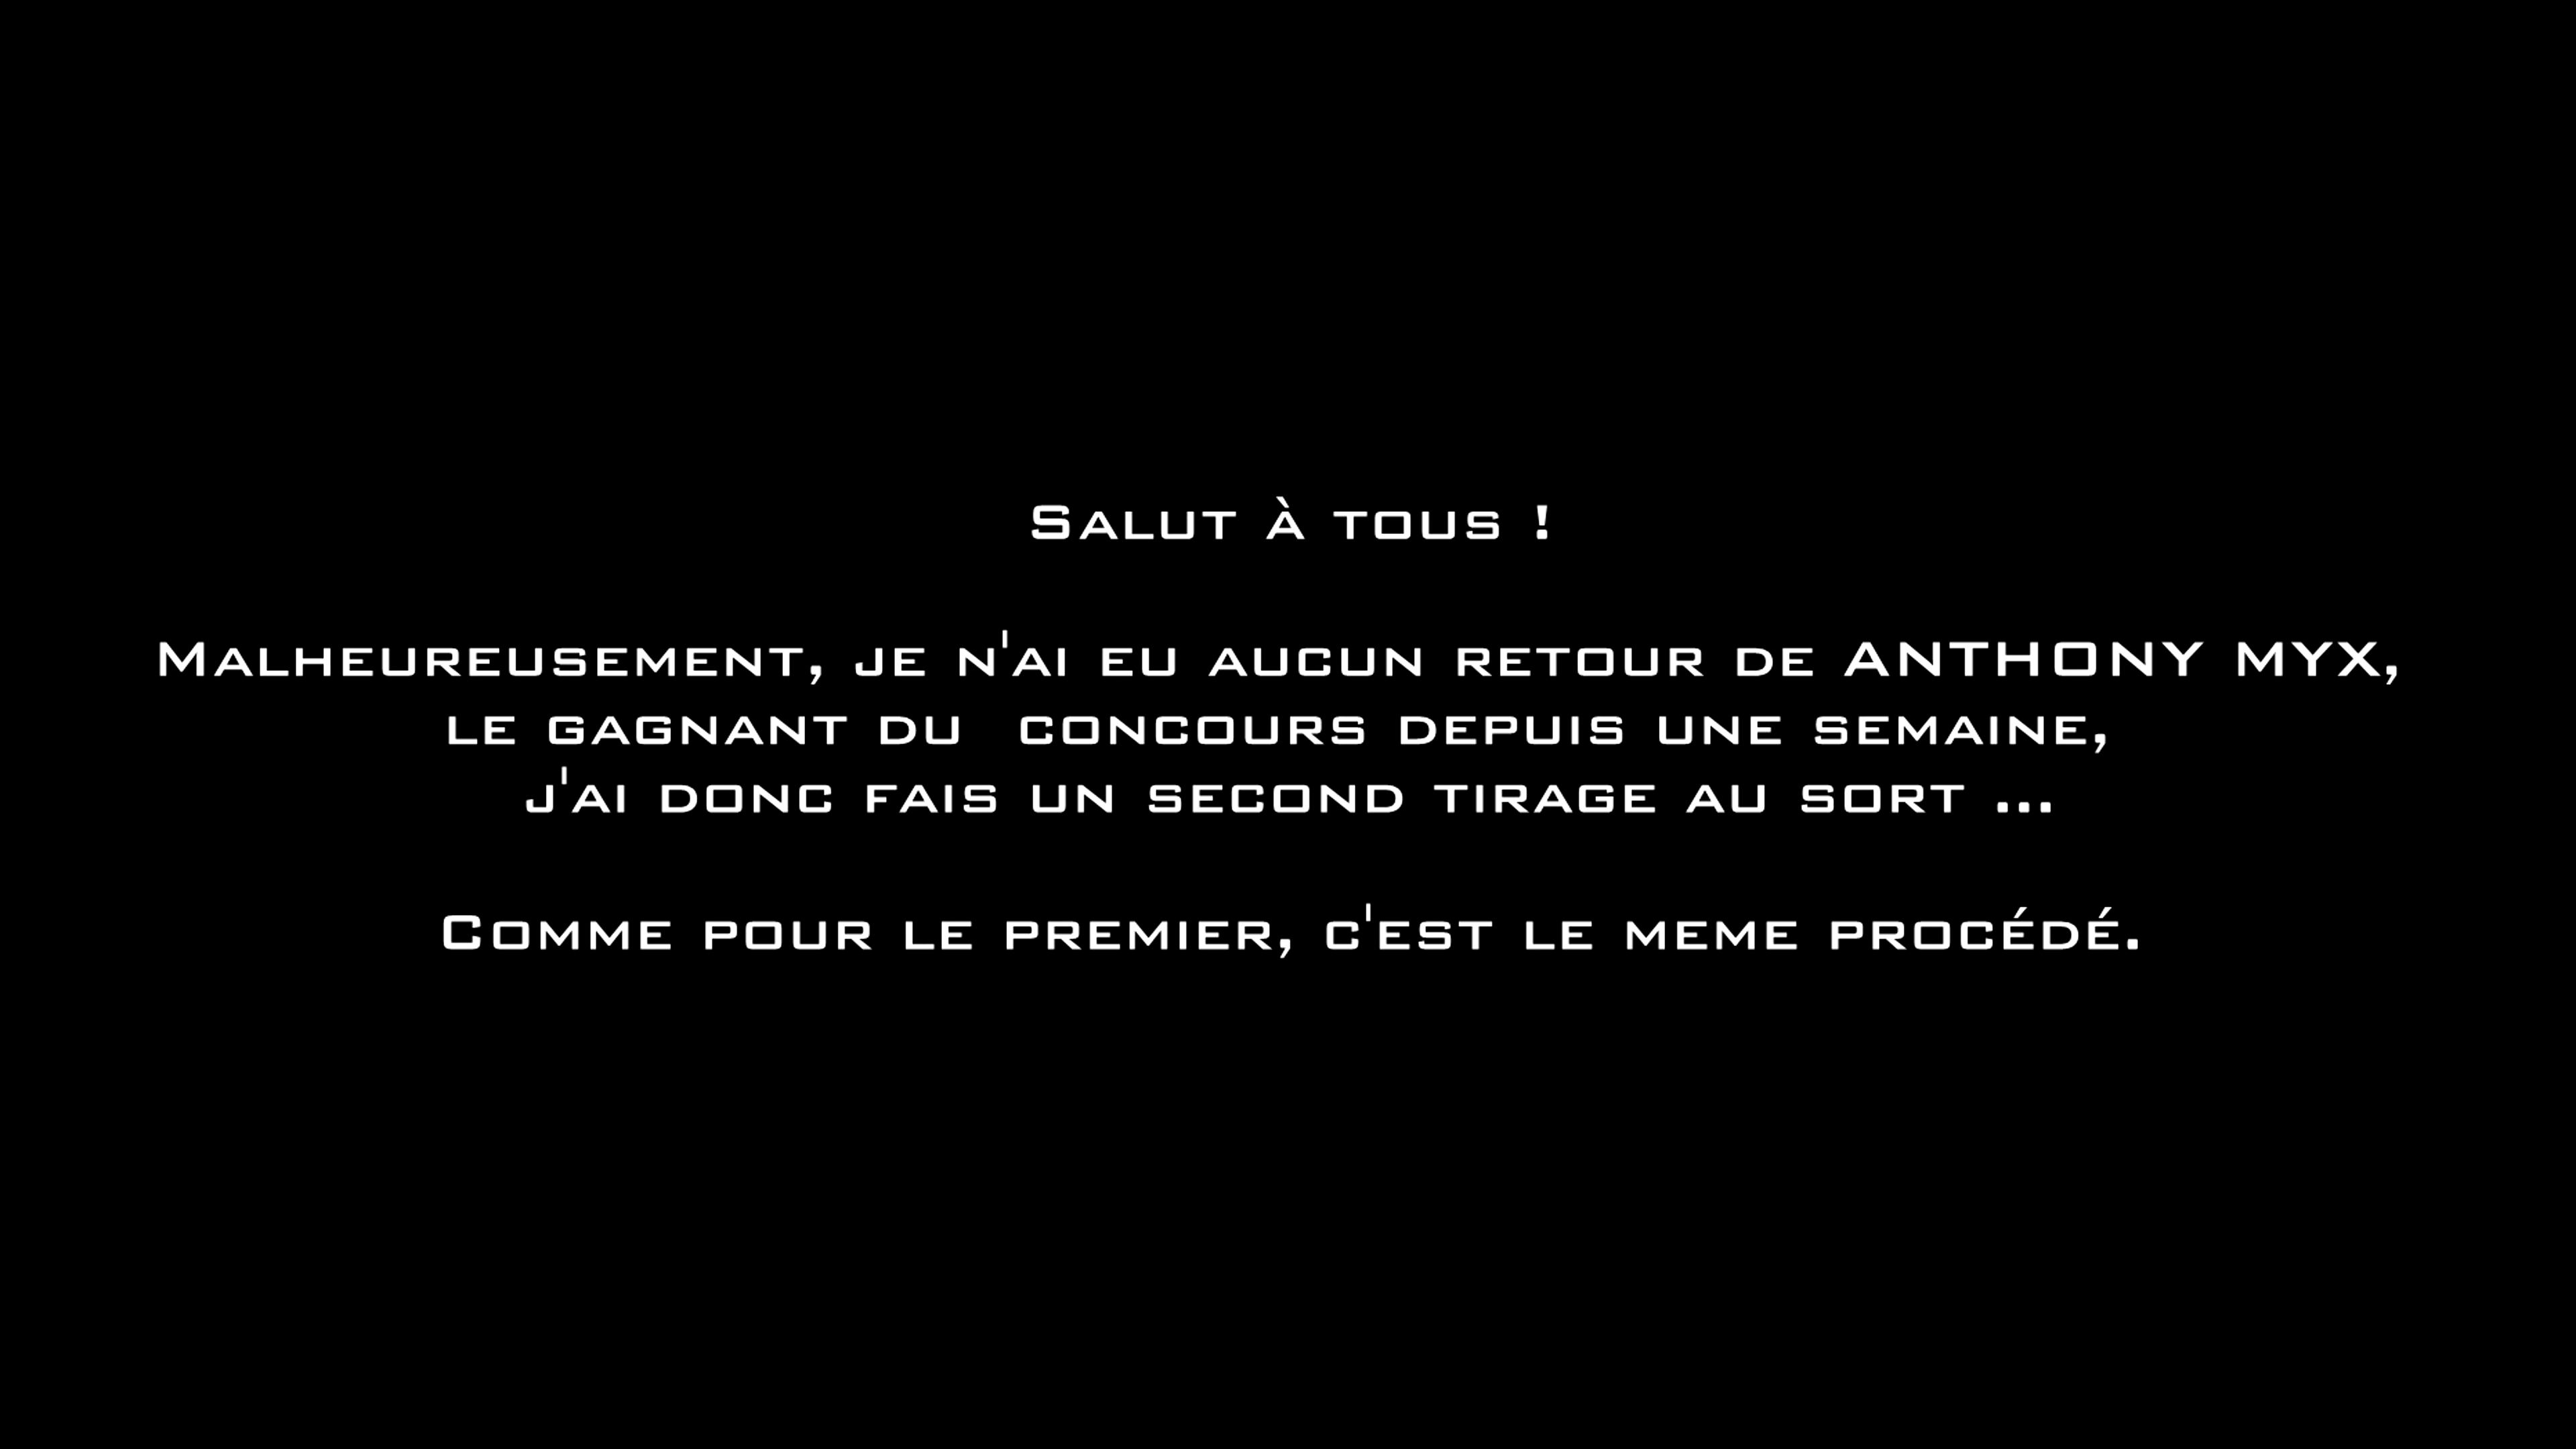 Salut à tous !
Malheureusement, je n'ai eu aucun retour de ANTHONY MYX,
le gagnant du  concours depuis une semaine,
j'ai donc fais un second tirage au sort ...
Comme pour le premier, c'est le meme procédé.